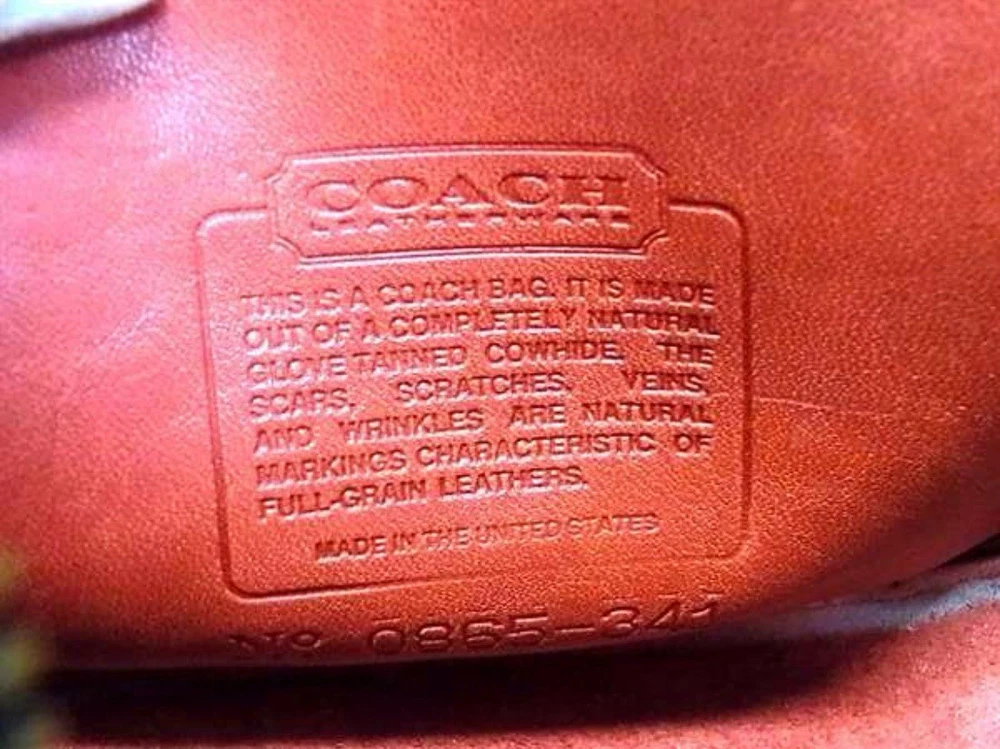 COACH
LEATHERWARE
THIS IS A COACH BAG. IT IS MADE
OUT OF A COMPLETELY NATURAL
GLOVE TANNED COWHIDE. THE
SCARS, SCRATCHES, VEINS,
AND WRINKLES ARE NATURAL
MARKINGS CHARACTERISTIC OF
FULL-GRAIN LEATHERS.
MADE IN THE UNITED STATES
No 0865-341